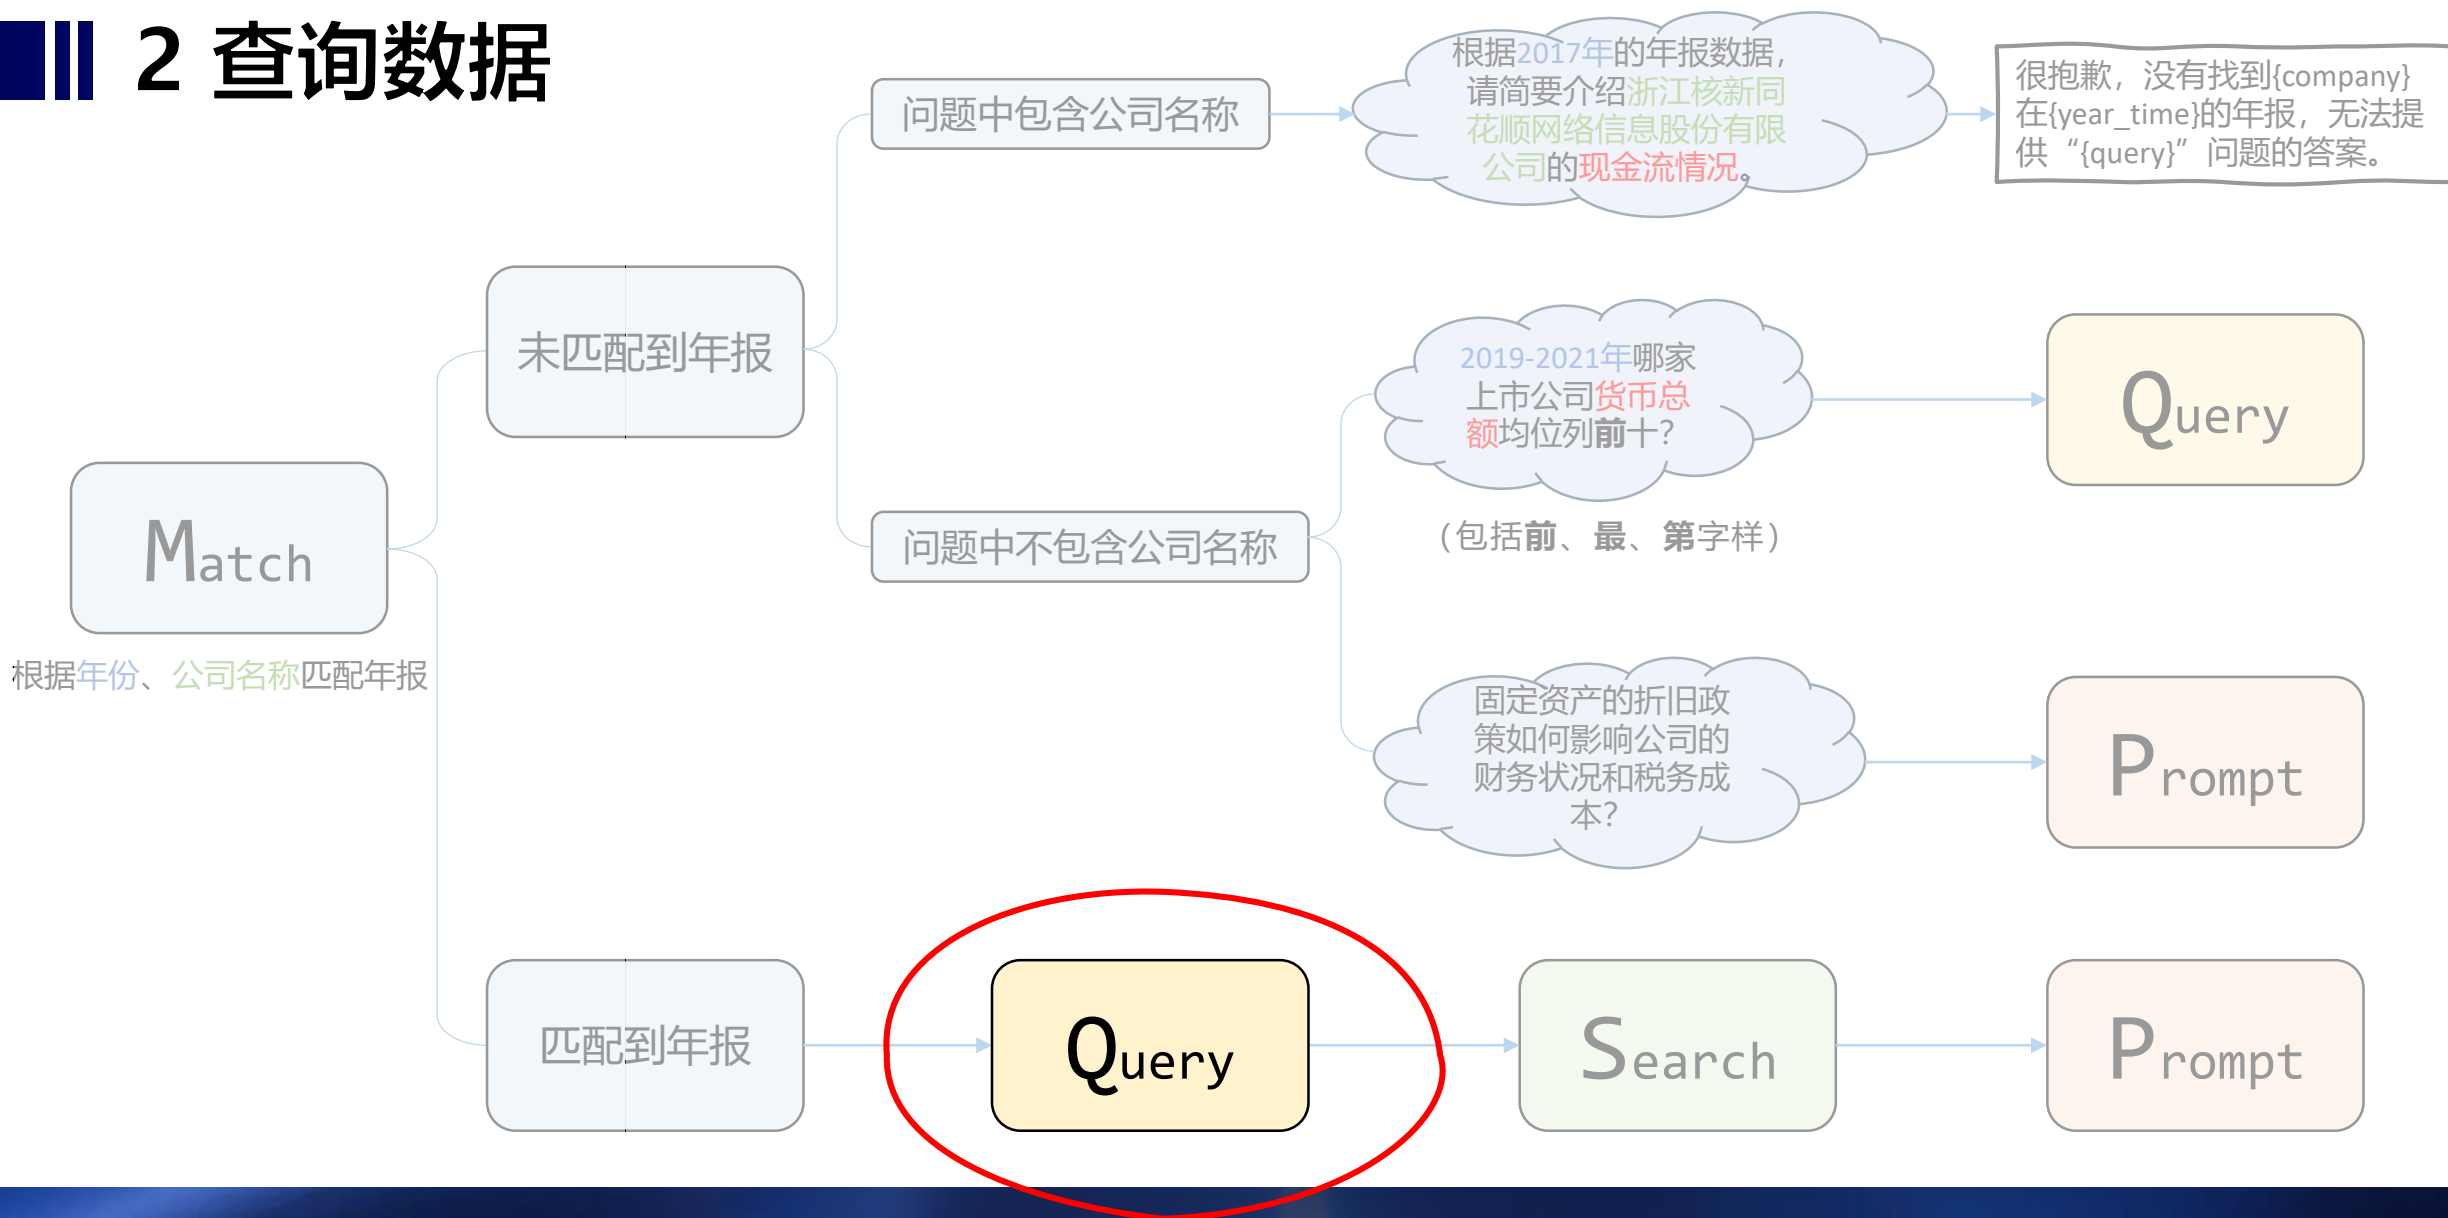 2 查询数据
问题中包含公司名称
根据2017年的年报数据，
请简要介绍浙江核新同
花顺网络信息股份有限
公司的现金流情况。
很抱歉，没有找到{company}
在{year_time}的年报，无法提
供“{query}”问题的答案。
未匹配到年报
2019-2021年哪家
上市公司货币总
额均位列前十？
Query
（包括前、最、第字样）
问题中不包含公司名称
Match
根据年份、公司名称匹配年报
固定资产的折旧政
策如何影响公司的
财务状况和税务成
本？
Prompt
匹配到年报
Query
Search
Prompt